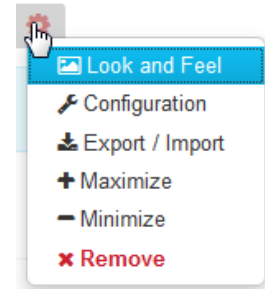 Look and Feel
Configuration
Export / Import
Maximize
Minimize
Remove